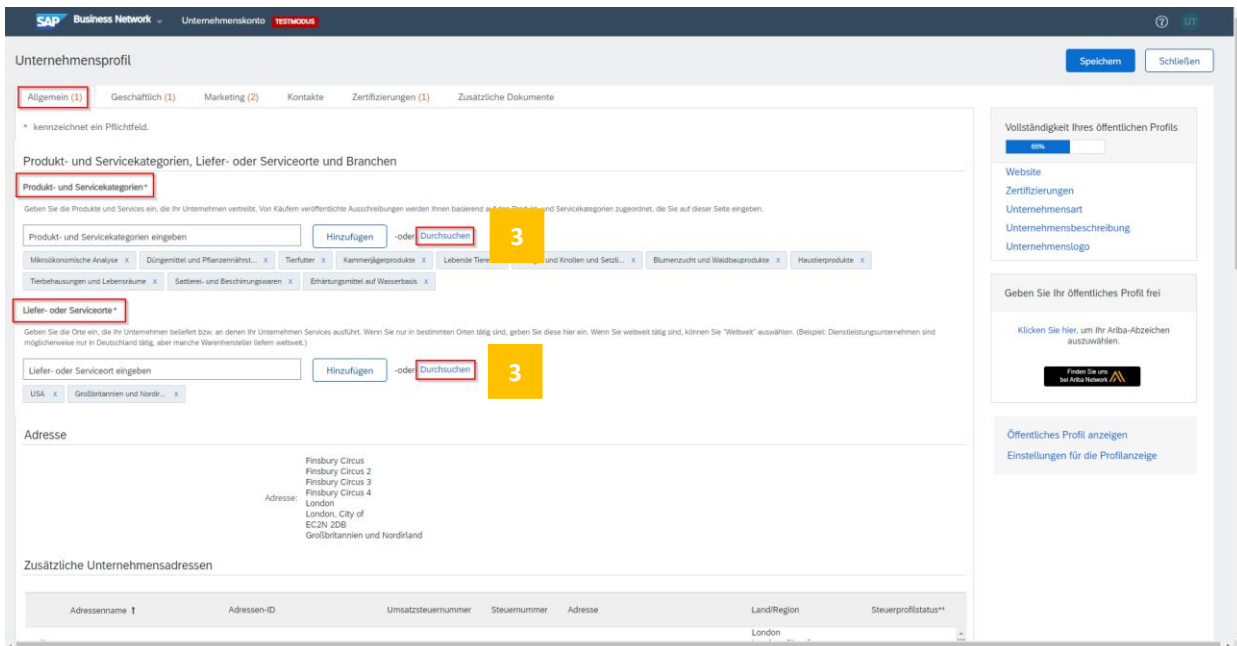 SAP Business Network Unternehmenskonto TESTMODUS ? UT
Unternehmensprofil
Speichern Schließen
Allgemein (1) Geschäftlich (1) Marketing (2) Kontakte Zertifizierungen (1) Zusätzliche Dokumente
* kennzeichnet ein Pflichtfeld.
Produkt- und Servicekategorien, Liefer- oder Serviceorte und Branchen
Produkt- und Servicekategorien*
Geben Sie die Produkte und Services ein, die Ihr Unternehmen vertreibt. Von Käufern veröffentlichte Ausschreibungen werden Ihnen basierend auf den Produkt- und Servicekategorien zugeordnet, die Sie auf dieser Seite eingeben.
Produkt- und Servicekategorien eingeben Hinzufügen -oder Durchsuchen 3
Mikroökonomische Analyse x Düngemittel und Pflanzennährst... x Tierfutter x Kammerjägerprodukte x Lebende Tiere und Knollen und Setzli... x Blumenzucht und Waldbauprodukte x Haustierprodukte x
Tierbehausungen und Lebensräume x Sattlerei- und Beschirrungswaren x Erhärtungsmittel auf Wasserbasis x
Liefer- oder Serviceorte*
Geben Sie die Orte ein, die Ihr Unternehmen beliefert bzw. an denen Ihr Unternehmen Services ausführt. Wenn Sie nur in bestimmten Orten tätig sind, geben Sie diese hier ein. Wenn Sie weltweit tätig sind, können Sie "Weltweit" auswählen. (Beispiel: Dienstleistungsunternehmen sind
möglicherweise nur in Deutschland tätig, aber manche Warenhersteller liefern weltweit.)
Liefer- oder Serviceort eingeben Hinzufügen -oder Durchsuchen 3
USA x Großbritannien und Nordir... x
Adresse
Adresse:
Finsbury Circus
Finsbury Circus 2
Finsbury Circus 3
Finsbury Circus 4
London
London, City of
EC2N 2DB
Großbritannien und Nordirland
Zusätzliche Unternehmensadressen
Adressenname ↑ Adressen-ID Umsatzsteuernummer Steuernummer Adresse Land/Region Steuerprofilstatus**
London
Vollständigkeit Ihres öffentlichen Profils
65%
Website
Zertifizierungen
Unternehmensart
Unternehmensbeschreibung
Unternehmenslogo
Geben Sie Ihr öffentliches Profil frei
Klicken Sie hier, um Ihr Ariba-Abzeichen
auszuwählen.
Finden Sie uns
bei Ariba Network
Öffentliches Profil anzeigen
Einstellungen für die Profilanzeige